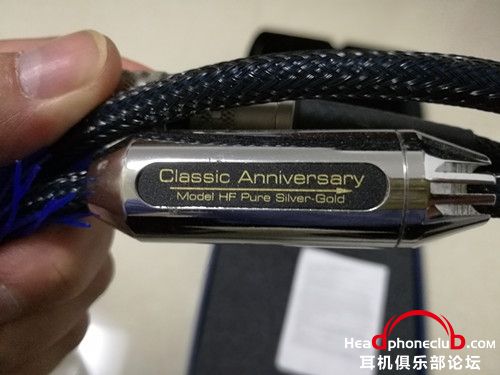 Classic Anniversary
Model HF Pure Silver-Gold
Headphoneclub.com
耳机俱乐部论坛